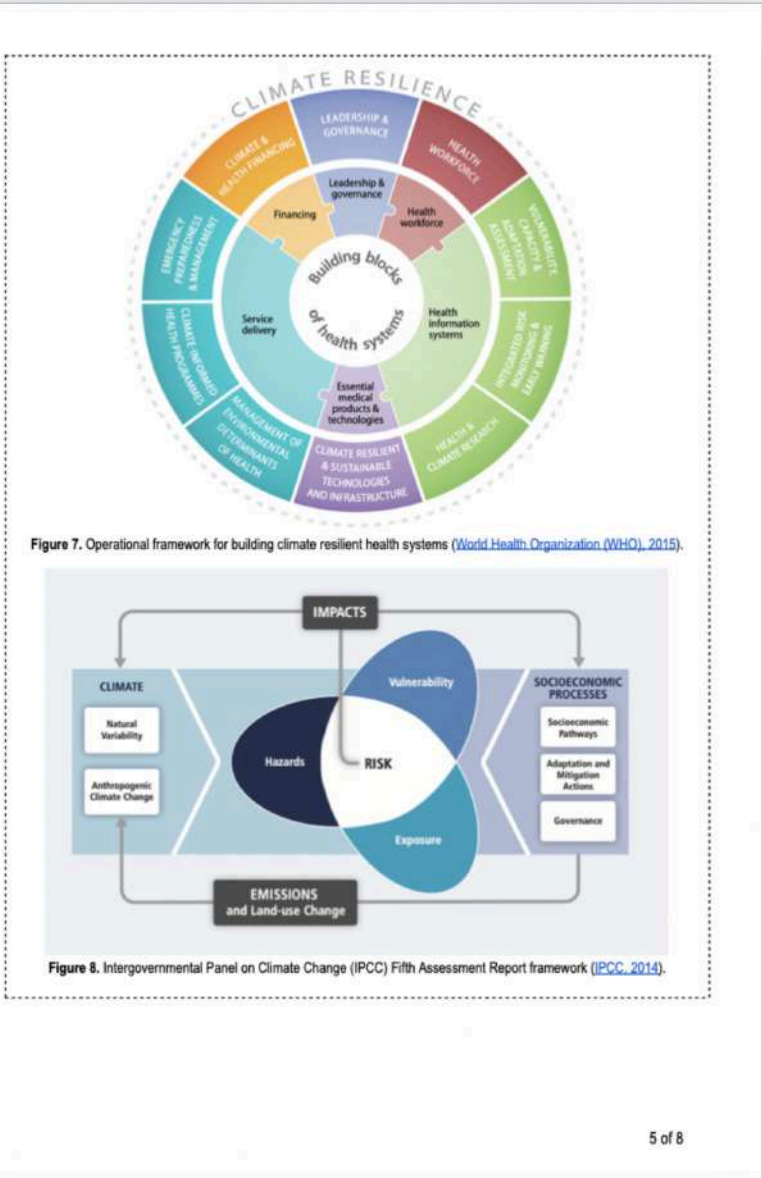 CLIMATE RESILIENCE
LEADERSHIP &
GOVERNANCE
HEALTH
WORKFORCE
VULNERABILITY,
CAPACITY &
ADAPTATION
ASSESSMENT
INTEGRATED RISK
MONITORING &
EARLY WARNING
HEALTH &
CLIMATE RESEARCH
CLIMATE RESILIENT
& SUSTAINABLE
TECHNOLOGIES
AND INFRASTRUCTURE
MANAGEMENT OF
ENVIRONMENTAL
DETERMINANTS
OF HEALTH
CLIMATE-INFORMED
HEALTH PROGRAMMES
EMERGENCY
PREPAREDNESS
& MANAGEMENT
CLIMATE &
HEALTH FINANCING
Leadership &
governance
Health
workforce
Health
information
systems
Essential
medical
products &
technologies
Service
delivery
Financing
Building blocks
of health systems
Figure 7. Operational framework for building climate resilient health systems (World Health Organization (WHO), 2015).
IMPACTS
CLIMATE
Natural
Variability
Anthropogenic
Climate Change
Vulnerability
Hazards
RISK
Exposure
SOCIOECONOMIC
PROCESSES
Socioeconomic
Pathways
Adaptation and
Mitigation
Actions
Governance
EMISSIONS
and Land-use Change
Figure 8. Intergovernmental Panel on Climate Change (IPCC) Fifth Assessment Report framework (IPCC, 2014).
5 of 8